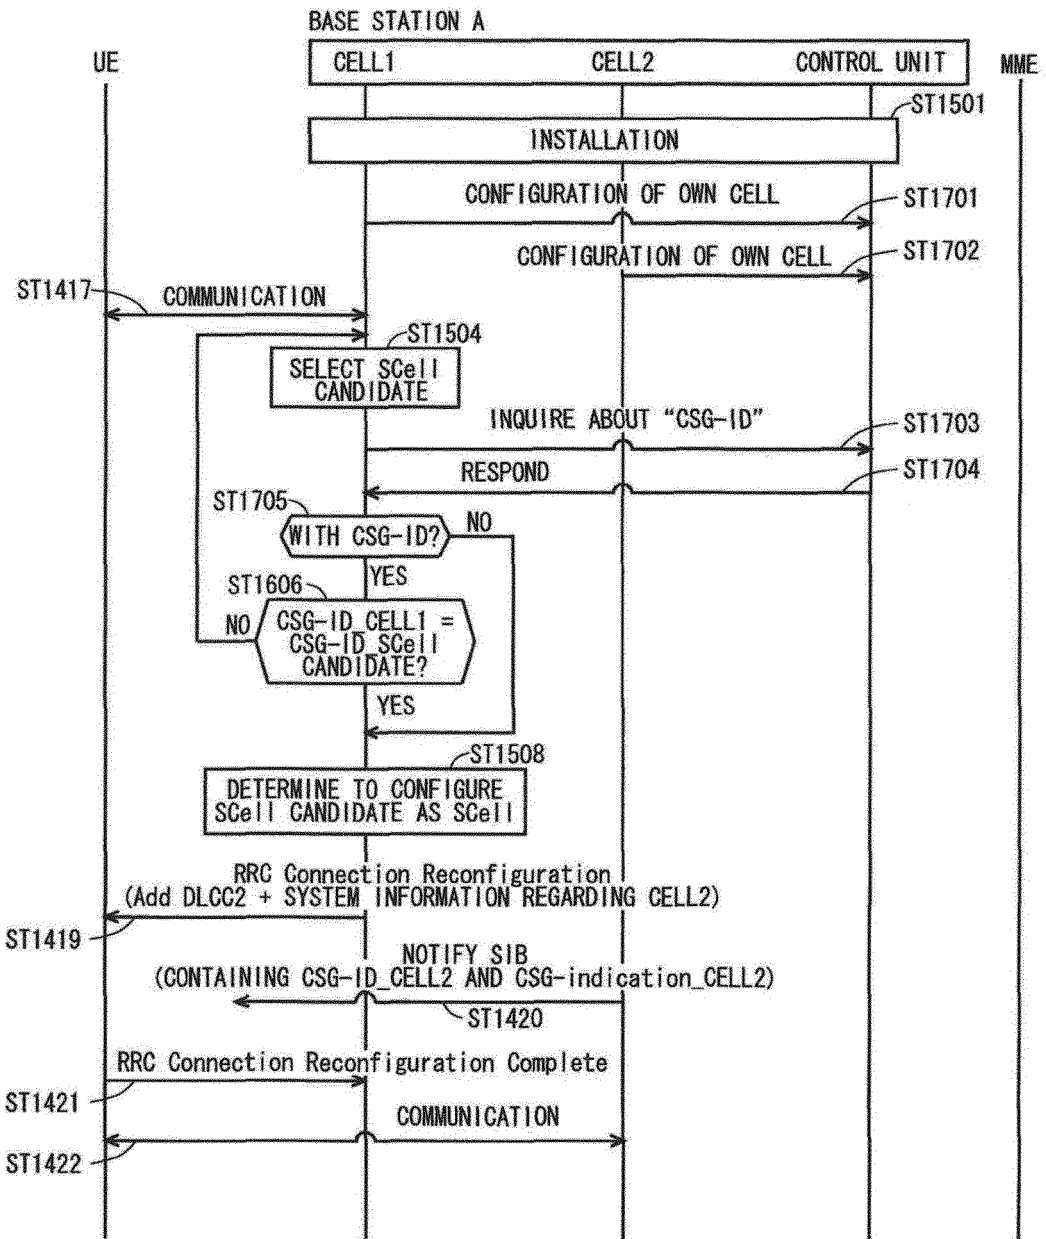 BASE STATION A
UE
CELL1
CELL2
CONTROL UNIT
MME
ST1501
INSTALLATION
CONFIGURATION OF OWN CELL
ST1701
CONFIGURATION OF OWN CELL
ST1702
ST1417
COMMUNICATION
ST1504
SELECT SCell
CANDIDATE
INQUIRE ABOUT “CSG-ID”
ST1703
RESPOND
ST1704
ST1705
WITH CSG-ID?
NO
YES
ST1606
NO
CSG-ID_CELL1 =
CSG-ID_SCell
CANDIDATE?
YES
ST1508
DETERMINE TO CONFIGURE
SCell CANDIDATE AS SCell
RRC Connection Reconfiguration
(Add DLCC2 + SYSTEM INFORMATION REGARDING CELL2)
ST1419
NOTIFY SIB
(CONTAINING CSG-ID_CELL2 AND CSG-indication_CELL2)
ST1420
RRC Connection Reconfiguration Complete
ST1421
COMMUNICATION
ST1422